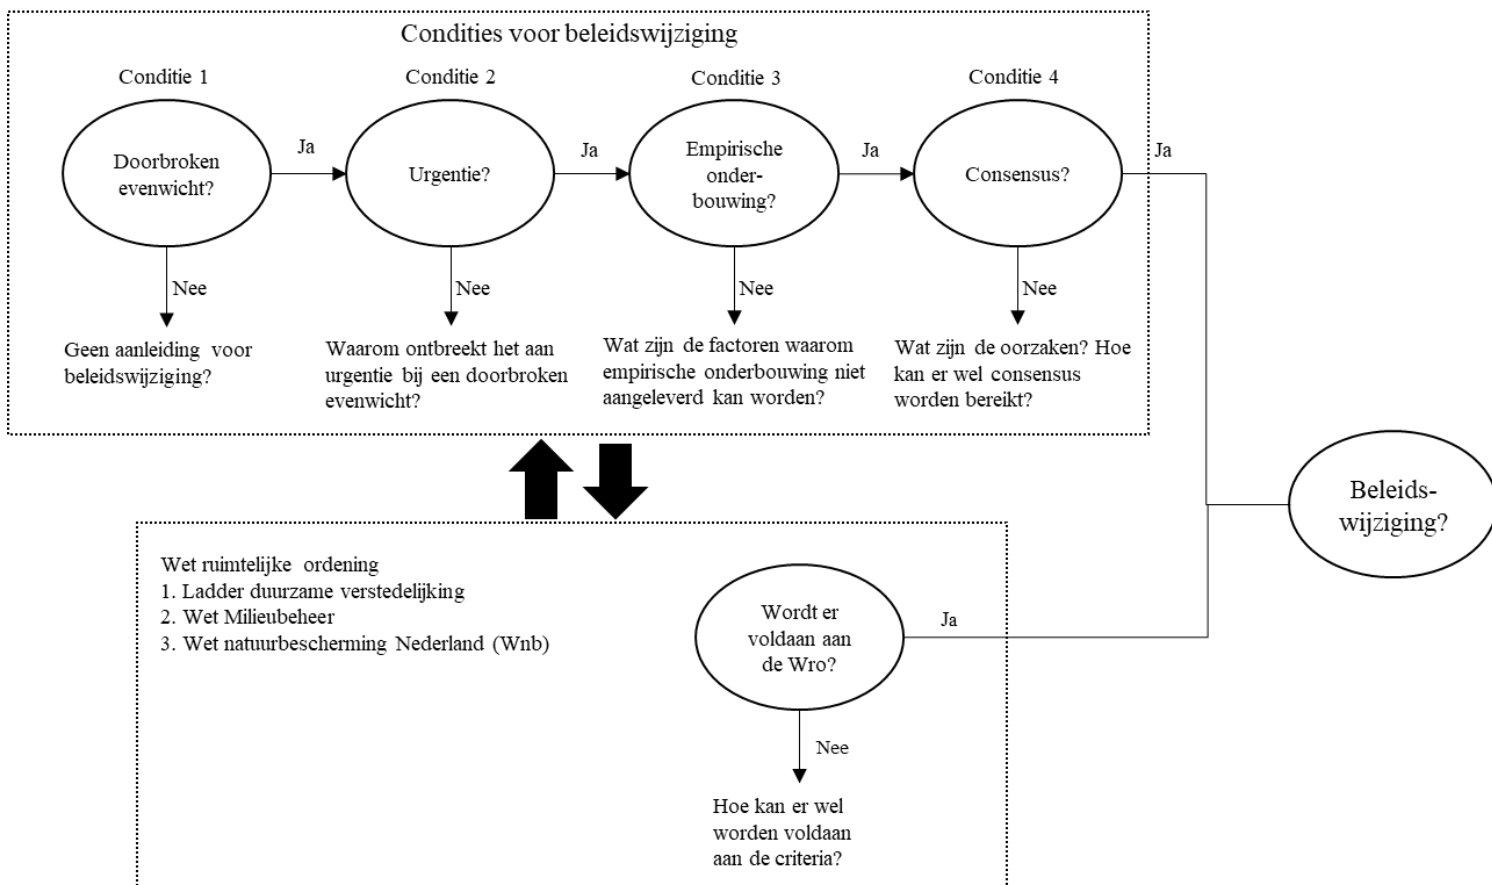 Condities voor beleidswijziging
Conditie 1
Conditie 2
Conditie 3
Conditie 4
Doorbroken
evenwicht?
Ja
Urgentie?
Ja
Empirische
onder-
bouwing?
Ja
Consensus?
Ja
Nee
Nee
Nee
Nee
Geen aanleiding voor
beleidswijziging?
Waarom ontbreekt het aan
urgentie bij een doorbroken
evenwicht?
Wat zijn de factoren waarom
empirische onderbouwing niet
aangeleverd kan worden?
Wat zijn de oorzaken? Hoe
kan er wel consensus
worden bereikt?
Beleids-
wijziging?
Wet ruimtelijke ordening
1. Ladder duurzame verstedelijking
2. Wet Milieubeheer
3. Wet natuurbescherming Nederland (Wnb)
Wordt er
voldaan aan
de Wro?
Ja
Nee
Hoe kan er wel
worden voldaan
aan de criteria?